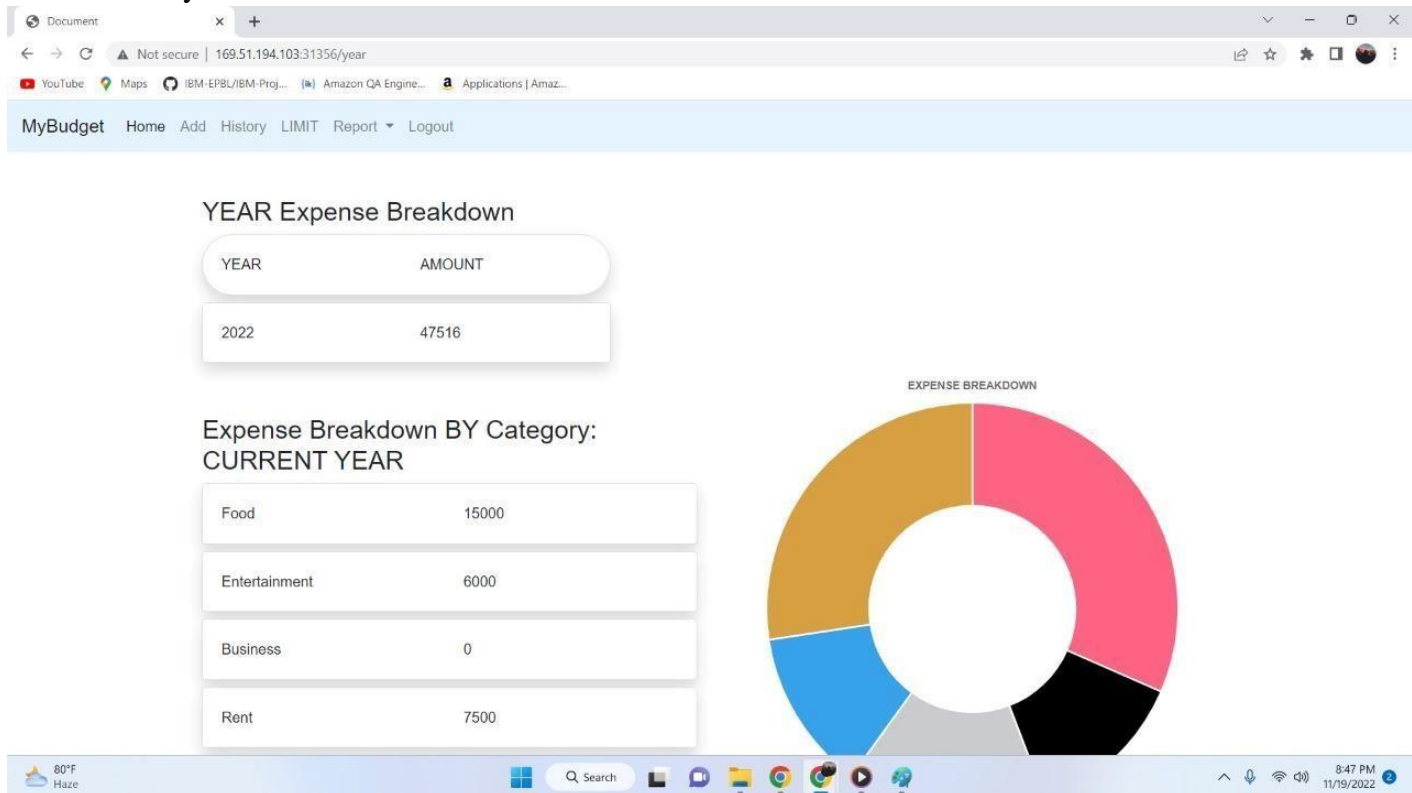 Document
Not secure | 169.51.194.103:31356/year
YouTube Maps IBM-EPBL/IBM-Proj... Amazon QA Engine... a Applications | Amaz...
MyBudget Home Add History LIMIT Report Logout
YEAR Expense Breakdown
YEAR AMOUNT
2022 47516
EXPENSE BREAKDOWN
Expense Breakdown BY Category:
CURRENT YEAR
Food 15000
Entertainment 6000
Business 0
Rent 7500
80°F
Haze
Search
8:47 PM
11/19/2022
2